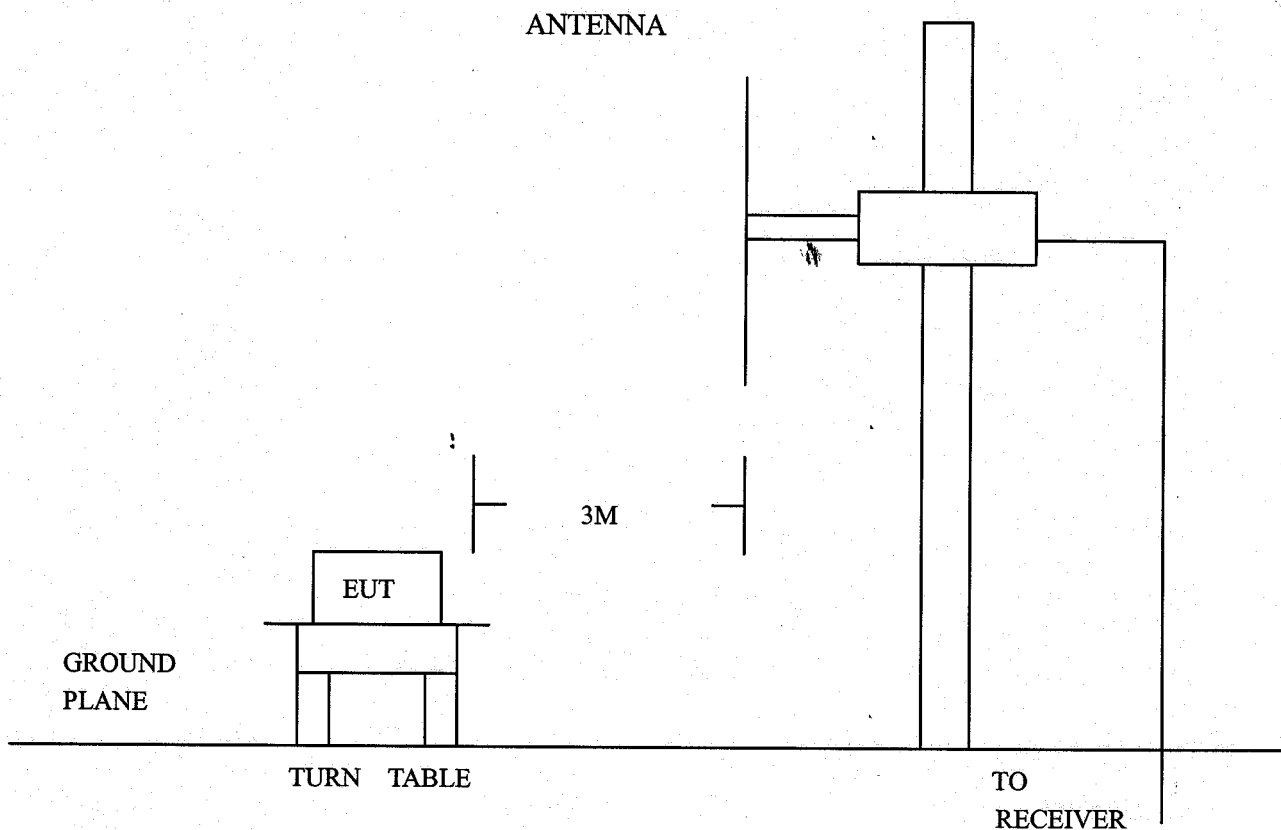 ANTENNA
3M
EUT
GROUND
PLANE
TURN TABLE
TO
RECEIVER